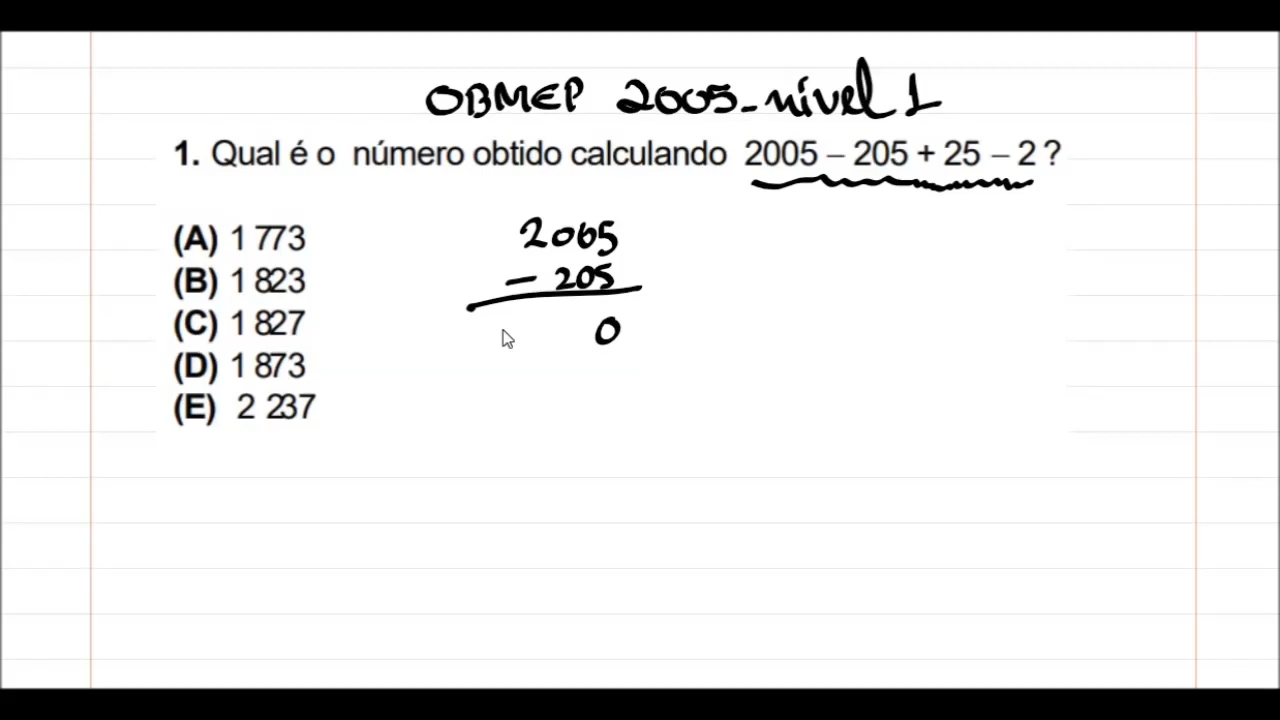 OBMEP 2005-nível 1
1. Qual é o número obtido calculando 2005 – 205 + 25 – 2 ?
(A) 1 773
(B) 1 823
(C) 1 827
(D) 1 873
(E) 2 237
2005
- 205
0